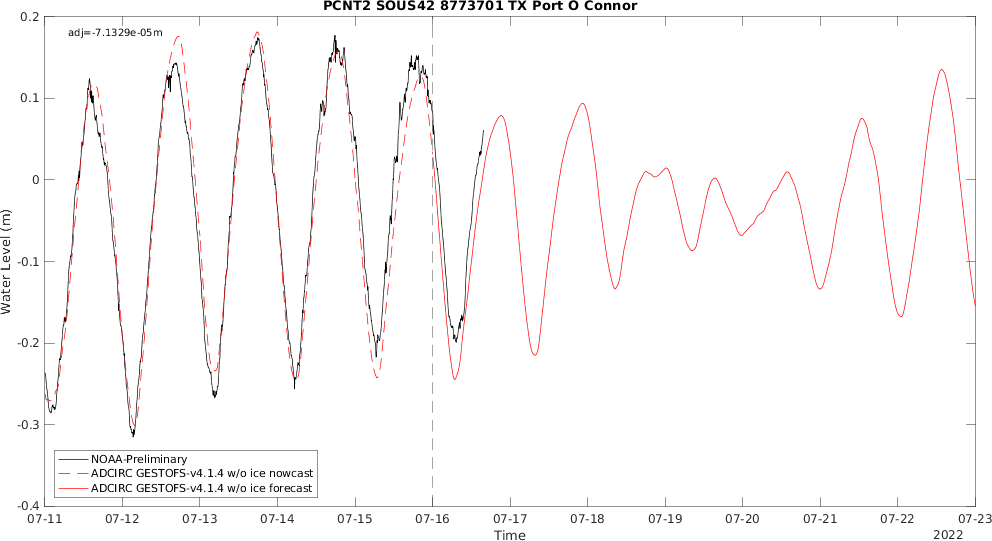 PCNT2 SOUS42 8773701 TX Port O Connor
adj=-7.1329e-05m
0.2
0.1
0
-0.1
-0.2
-0.3
-0.4
Water Level (m)
NOAA-Preliminary
ADCIRC GESTOFS-v4.1.4 w/o ice nowcast
ADCIRC GESTOFS-v4.1.4 w/o ice forecast
07-11 07-12 07-13 07-14 07-15 07-16 07-17 07-18 07-19 07-20 07-21 07-22 07-23
Time
2022